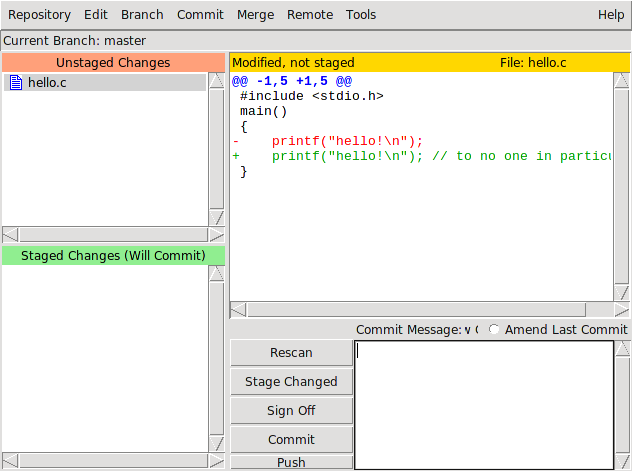 Repository Edit Branch Commit Merge Remote Tools Help
Current Branch: master
Unstaged Changes
hello.c
Staged Changes (Will Commit)
Modified, not staged File: hello.c
@@ -1,5 +1,5 @@
#include <stdio.h>
main()
{
- printf("hello!\n");
+ printf("hello!\n"); // to no one in particu
}
Commit Message: Amend Last Commit
Rescan
Stage Changed
Sign Off
Commit
Push